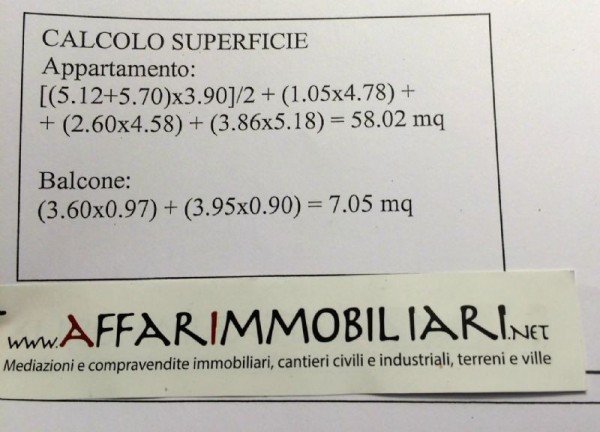 CALCOLO SUPERFICIE
Appartamento:
[(5.12+5.70)x3.90]/2 + (1.05x4.78) +
+ (2.60x4.58) + (3.86x5.18) = 58.02 mq
Balcone:
(3.60x0.97) + (3.95x0.90) = 7.05 mq
www.AFFARIMMOBILIARI.NET
Mediazioni e compravendite immobiliari, cantieri civili e industriali, terreni e ville